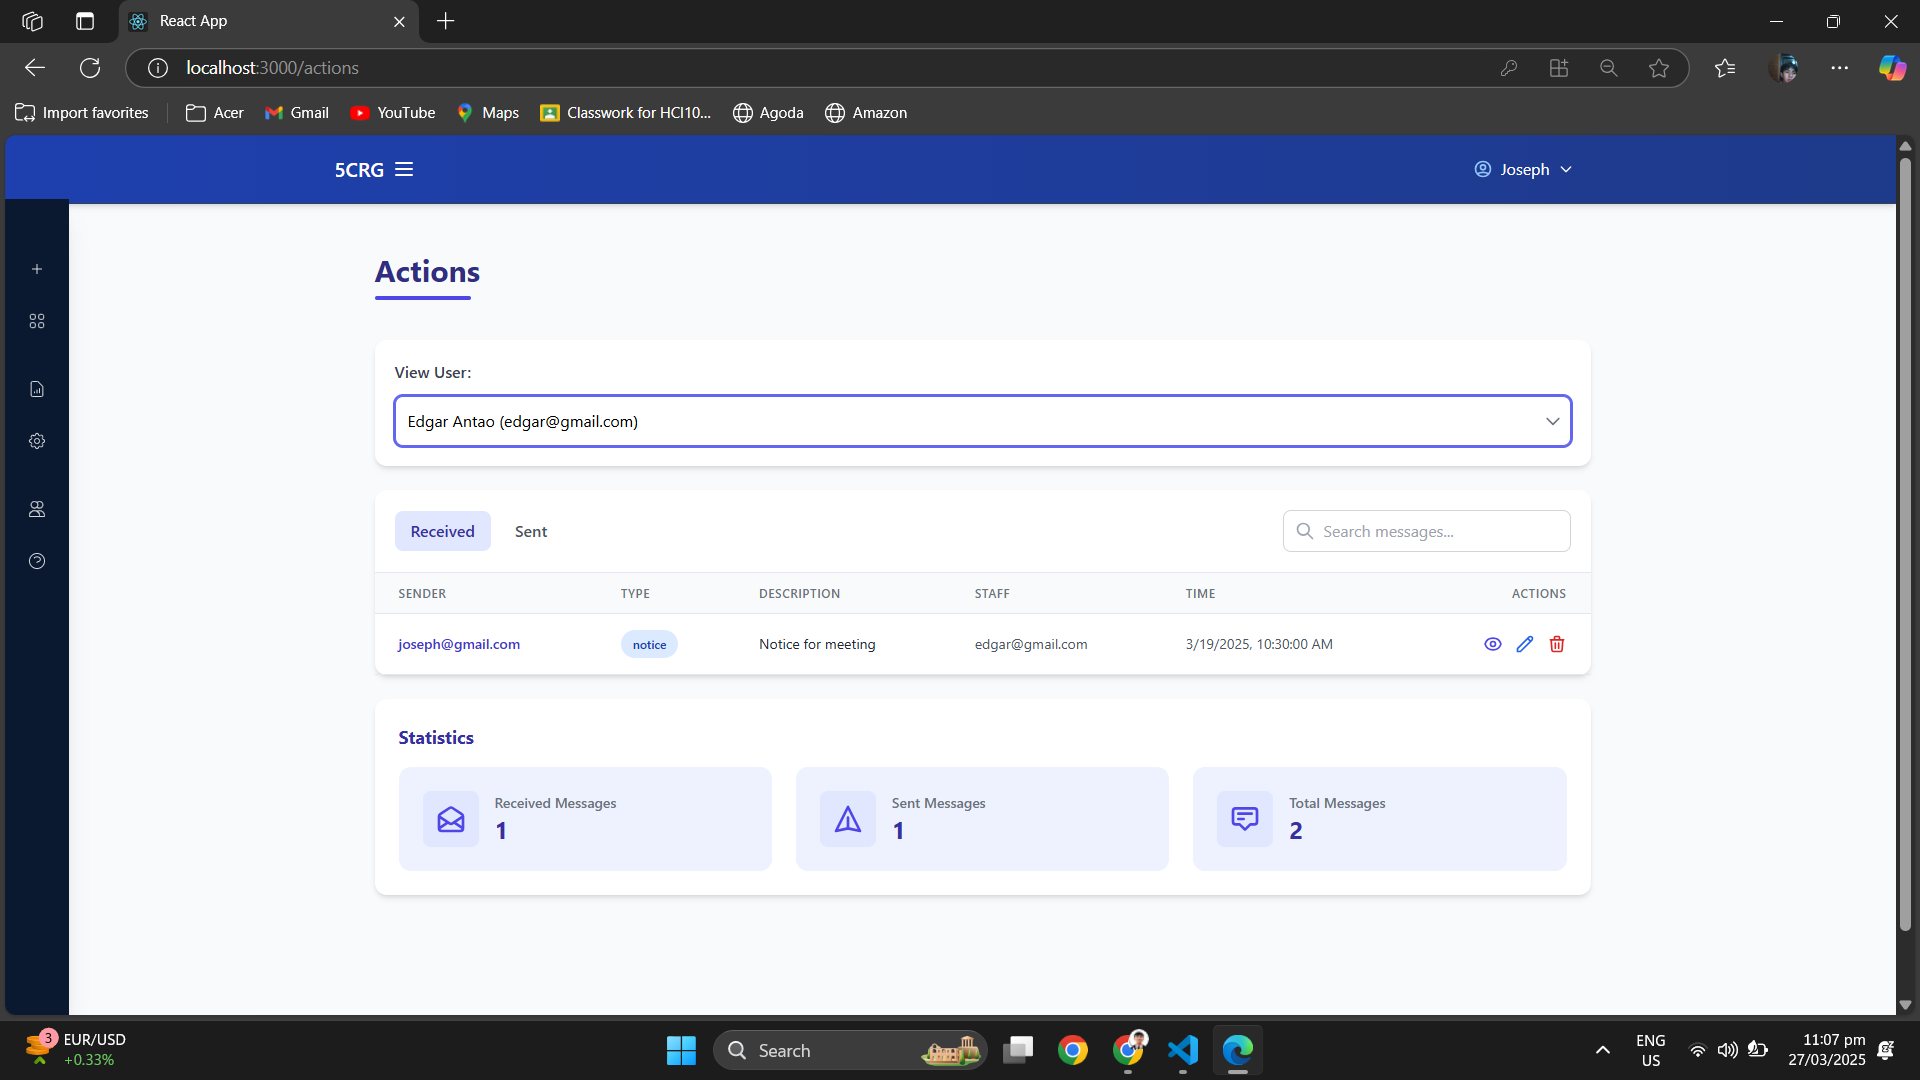 React App
localhost:3000/actions
Import favorites
Acer
Gmail
YouTube
Maps
Classwork for HCI10...
Agoda
Amazon
5CRG
Joseph
Actions
View User:
Edgar Antao (edgar@gmail.com)
Received
Sent
Search messages...
SENDER TYPE DESCRIPTION STAFF TIME ACTIONS
joseph@gmail.com notice Notice for meeting edgar@gmail.com 3/19/2025, 10:30:00 AM
Statistics
Received Messages
1
Sent Messages
1
Total Messages
2
3
EUR/USD
+0.33%
Search
ENG
US
11:07 pm
27/03/2025